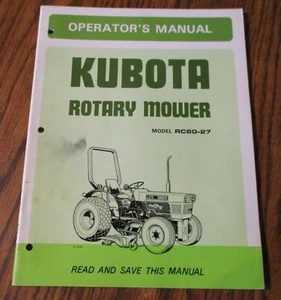 OPERATOR'S MANUAL
KUBOTA
ROTARY MOWER
MODEL RC60-27
READ AND SAVE THIS MANUAL